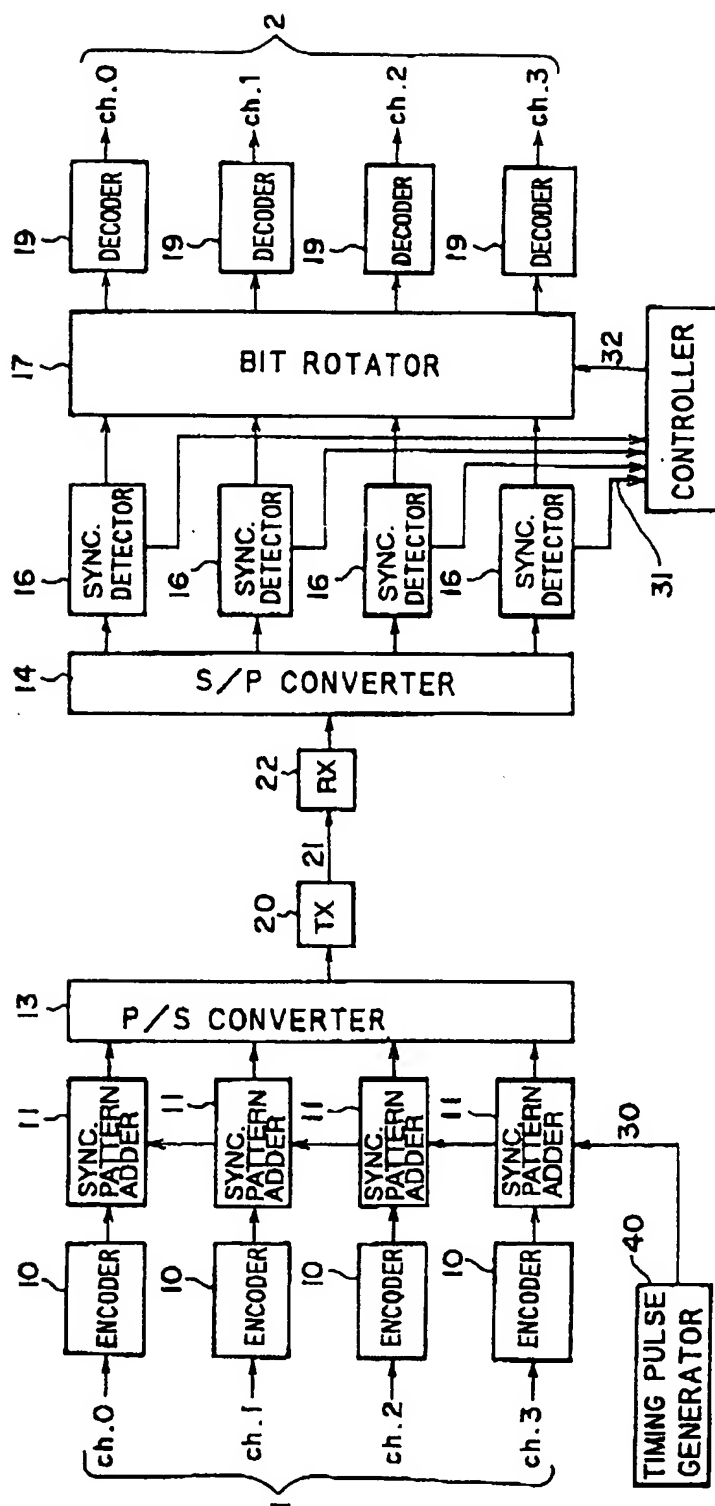 1
ch.0
ch.1
ch.2
ch.3
10
ENCODER
10
ENCODER
10
ENCODER
10
ENCODER
40
TIMING PULSE
GENERATOR
30
11
SYNC.
PATTERN
ADDER
11
SYNC.
PATTERN
ADDER
11
SYNC.
PATTERN
ADDER
11
SYNC.
PATTERN
ADDER
13
P/S CONVERTER
20
TX
21
22
RX
14
S/P CONVERTER
16
SYNC.
DETECTOR
16
SYNC.
DETECTOR
16
SYNC.
DETECTOR
16
SYNC.
DETECTOR
31
17
BIT ROTATOR
32
CONTROLLER
19
DECODER
19
DECODER
19
DECODER
19
DECODER
ch.0
ch.1
ch.2
ch.3
2